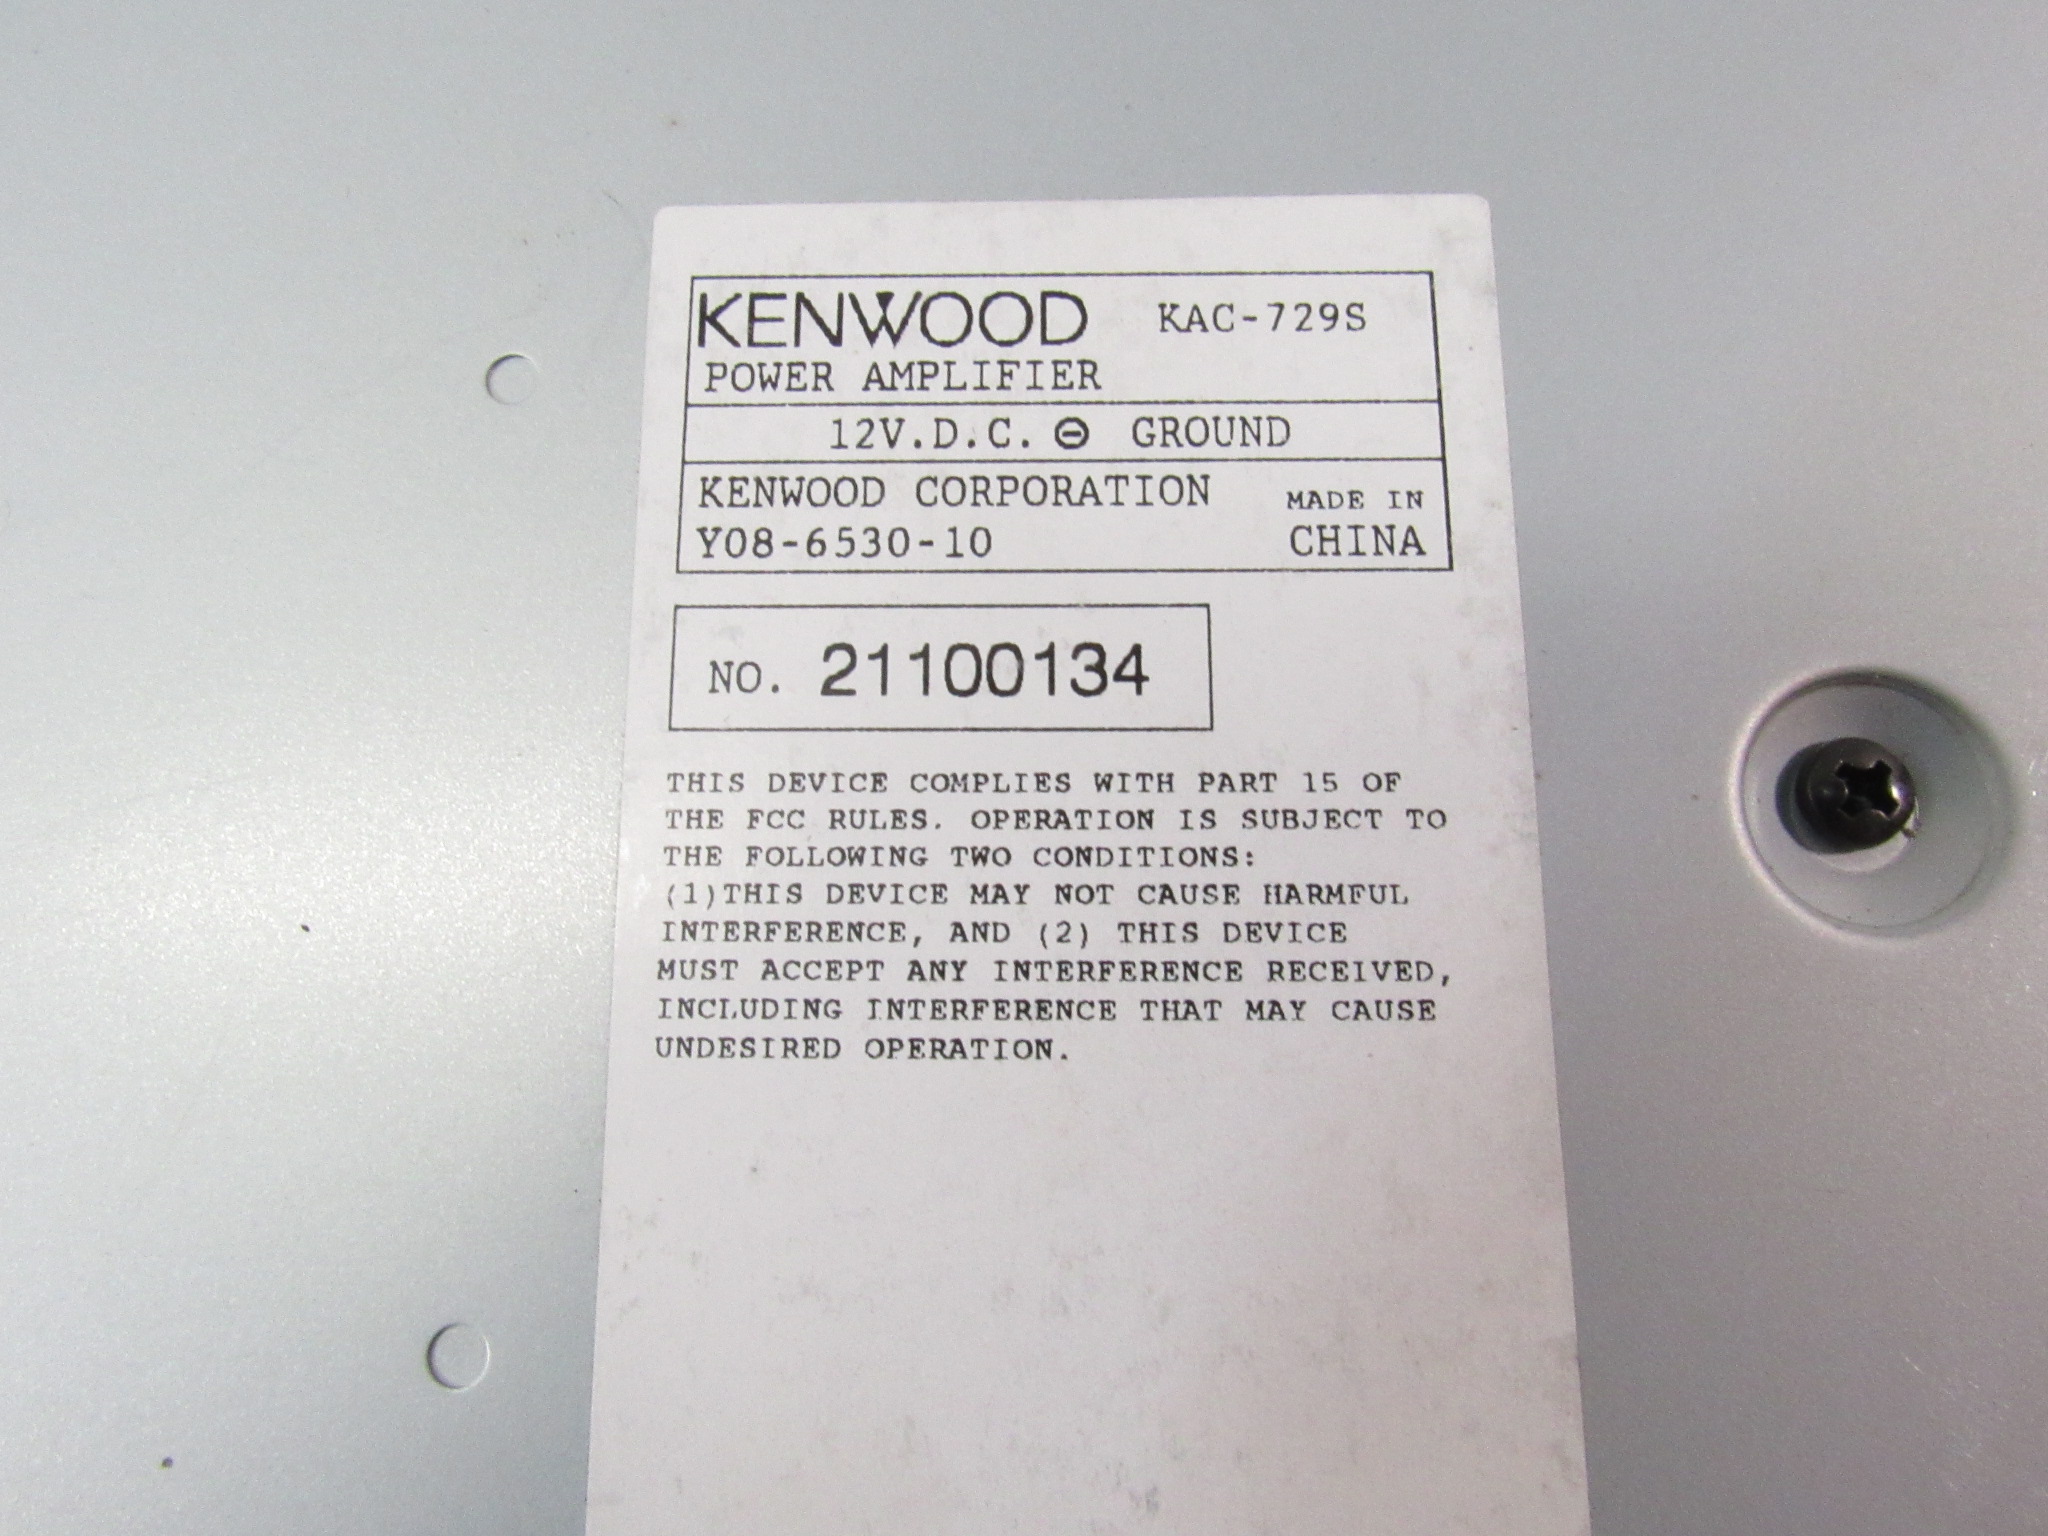 KENWOOD KAC-729S
POWER AMPLIFIER
12V.D.C. ⊖ GROUND
KENWOOD CORPORATION MADE IN
Y08-6530-10 CHINA
NO. 21100134
THIS DEVICE COMPLIES WITH PART 15 OF
THE FCC RULES. OPERATION IS SUBJECT TO
THE FOLLOWING TWO CONDITIONS:
(1)THIS DEVICE MAY NOT CAUSE HARMFUL
INTERFERENCE, AND (2) THIS DEVICE
MUST ACCEPT ANY INTERFERENCE RECEIVED,
INCLUDING INTERFERENCE THAT MAY CAUSE
UNDESIRED OPERATION.